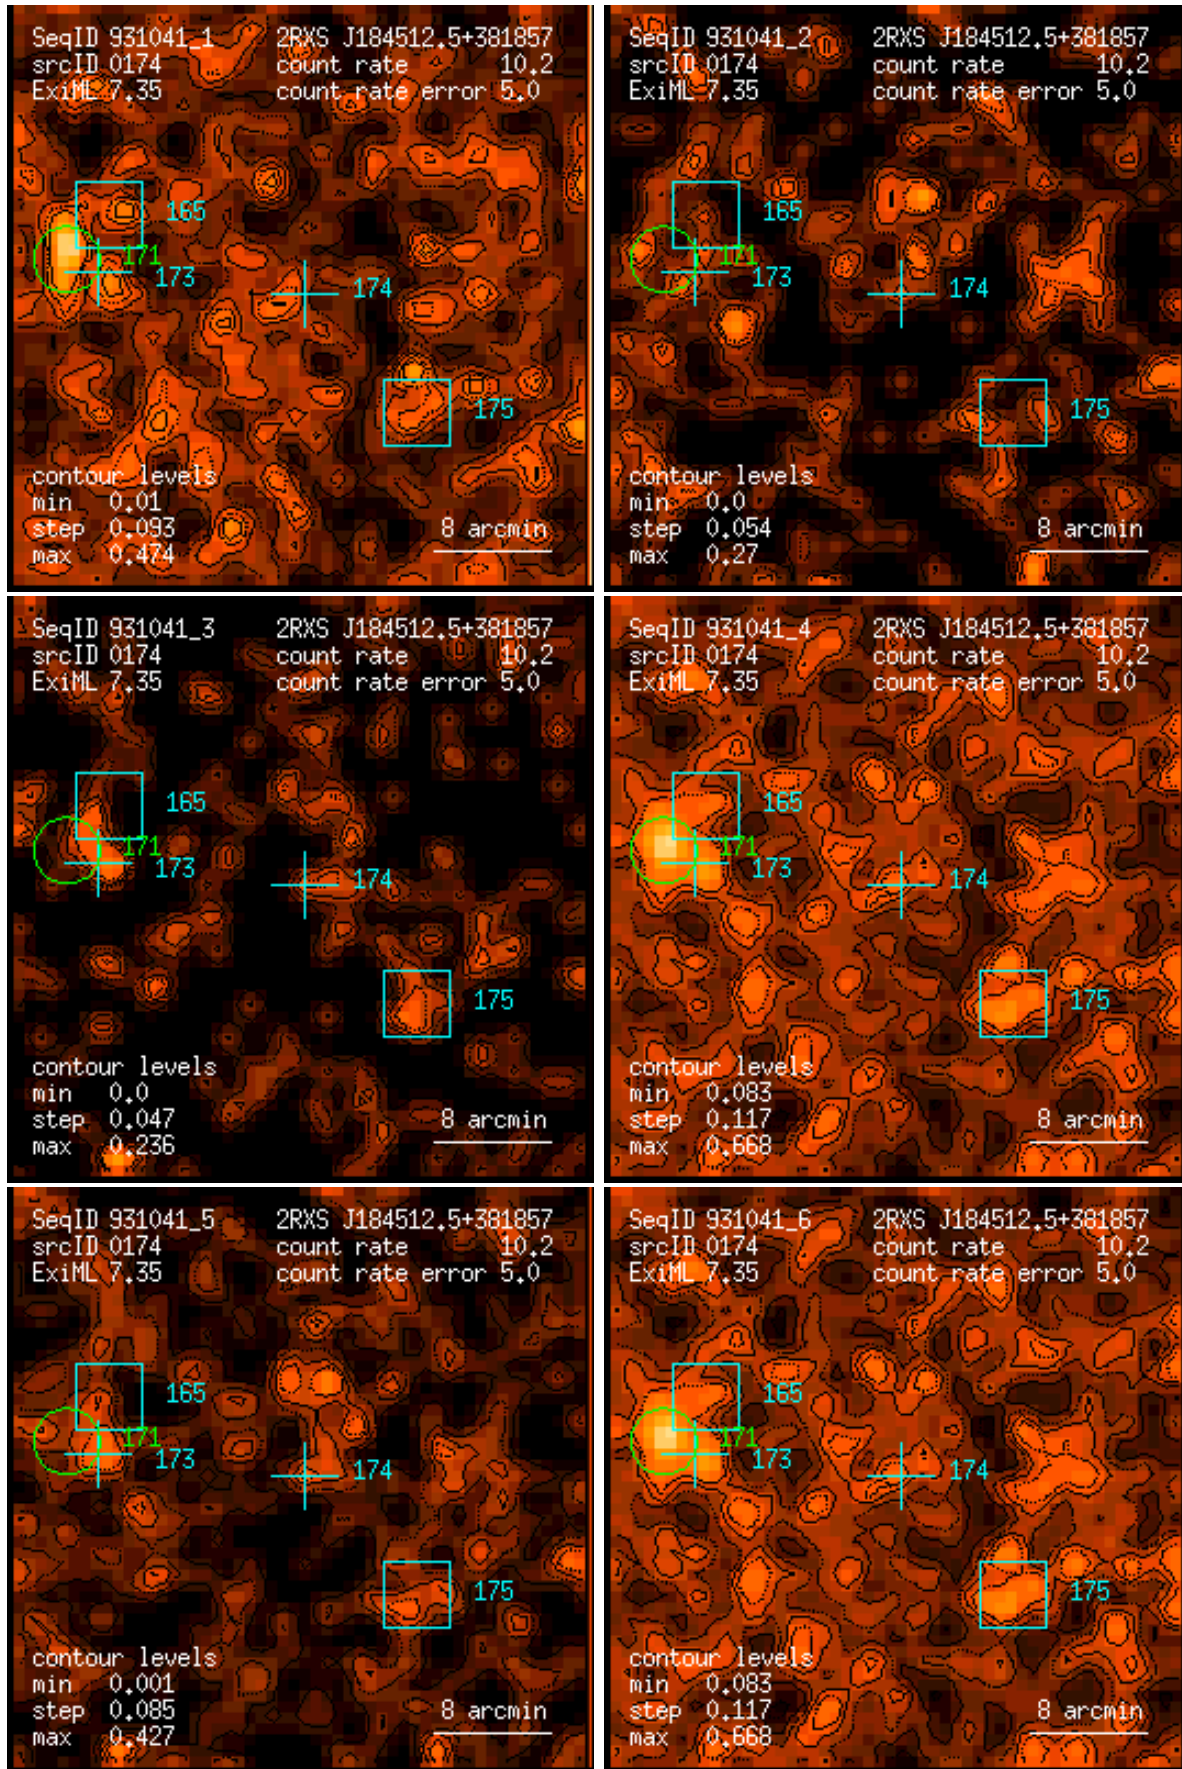 SeqID 931041_1 2RXS J184512.5+381857
srcID 0174 count rate 10.2
ExiML 7.35 count rate error 5.0
165
171
173
174
175
contour levels
min 0.01
step 0.093
max 0.474
8 arcmin
SeqID 931041_2 2RXS J184512.5+381857
srcID 0174 count rate 10.2
ExiML 7.35 count rate error 5.0
165
171
173
174
175
contour levels
min 0.0
step 0.054
max 0.27
8 arcmin
SeqID 931041_3 2RXS J184512.5+381857
srcID 0174 count rate 10.2
ExiML 7.35 count rate error 5.0
165
171
173
174
175
contour levels
min 0.0
step 0.047
max 0.236
8 arcmin
SeqID 931041_4 2RXS J184512.5+381857
srcID 0174 count rate 10.2
ExiML 7.35 count rate error 5.0
165
171
173
174
175
contour levels
min 0.083
step 0.117
max 0.668
8 arcmin
SeqID 931041_5 2RXS J184512.5+381857
srcID 0174 count rate 10.2
ExiML 7.35 count rate error 5.0
165
171
173
174
175
contour levels
min 0.001
step 0.085
max 0.427
8 arcmin
SeqID 931041_6 2RXS J184512.5+381857
srcID 0174 count rate 10.2
ExiML 7.35 count rate error 5.0
165
171
173
174
175
contour levels
min 0.083
step 0.117
max 0.668
8 arcmin